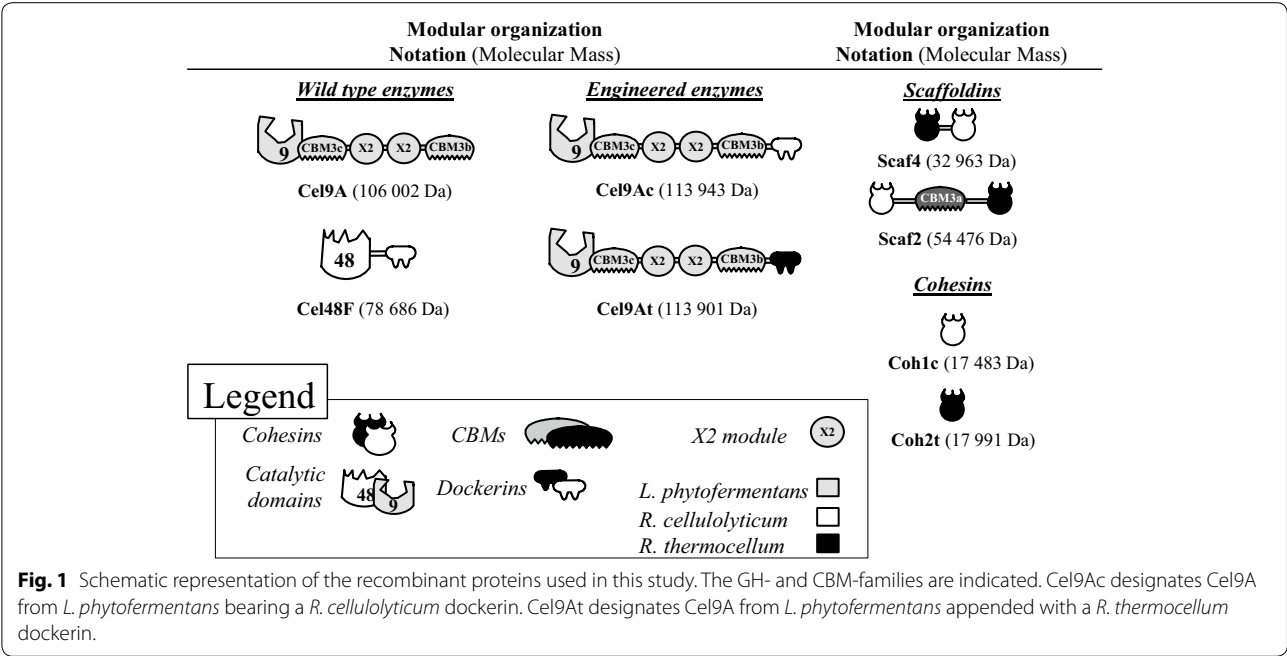 Modular organization
Notation (Molecular Mass)
Modular organization
Notation (Molecular Mass)
Wild type enzymes
Engineered enzymes
Scaffoldins
9 CBM3c X2 X2 CBM3b
Cel9A (106 002 Da)
9 CBM3c X2 X2 CBM3b
Cel9Ac (113 943 Da)
Scaf4 (32 963 Da)
CBM3a
Scaf2 (54 476 Da)
48
Cel48F (78 686 Da)
9 CBM3c X2 X2 CBM3b
Cel9At (113 901 Da)
Cohesins
Coh1c (17 483 Da)
Coh2t (17 991 Da)
Legend
Cohesins
CBMs
X2 module
X2
Catalytic
domains
48
9
Dockerins
L. phytofermentans
R. cellulolyticum
R. thermocellum
Fig. 1 Schematic representation of the recombinant proteins used in this study. The GH- and CBM-families are indicated. Cel9Ac designates Cel9A
from L. phytofermentans bearing a R. cellulolyticum dockerin. Cel9At designates Cel9A from L. phytofermentans appended with a R. thermocellum
dockerin.